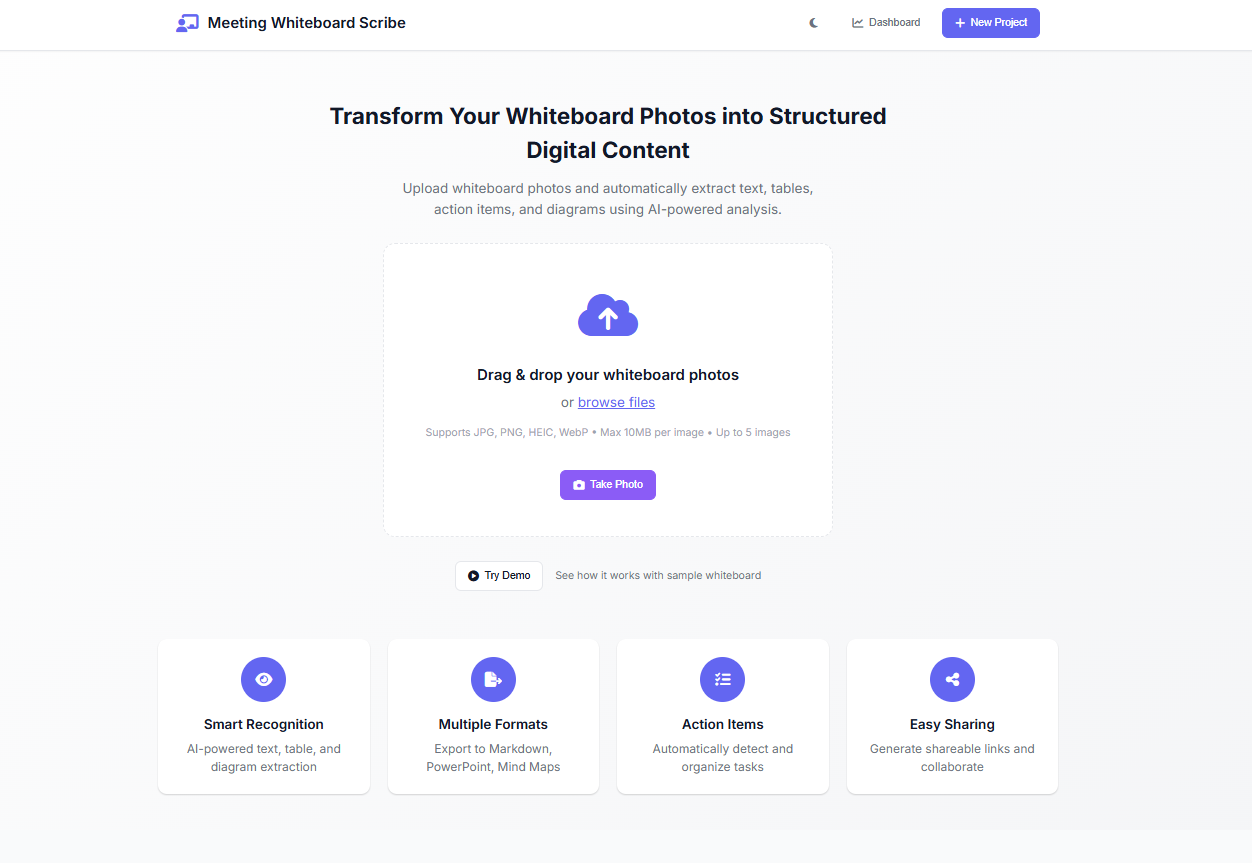 Meeting Whiteboard Scribe
Dashboard
New Project
Transform Your Whiteboard Photos into Structured
Digital Content
Upload whiteboard photos and automatically extract text, tables,
action items, and diagrams using AI-powered analysis.
Drag & drop your whiteboard photos
or browse files
Supports JPG, PNG, HEIC, WebP • Max 10MB per image • Up to 5 images
Take Photo
Try Demo
See how it works with sample whiteboard
Smart Recognition
AI-powered text, table, and
diagram extraction
Multiple Formats
Export to Markdown,
PowerPoint, Mind Maps
Action Items
Automatically detect and
organize tasks
Easy Sharing
Generate shareable links and
collaborate